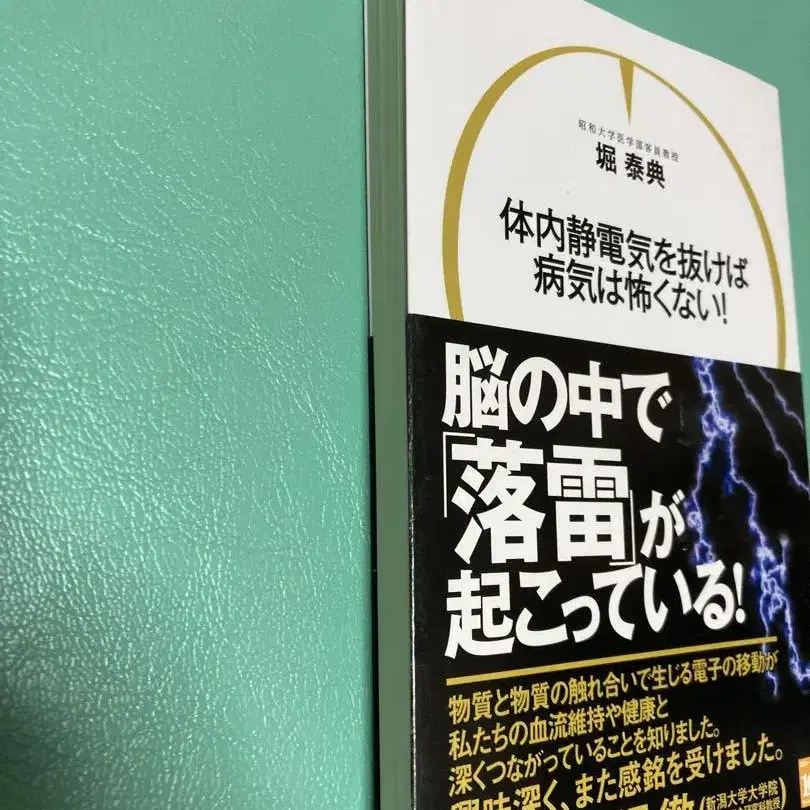 昭和大学医学部客員教授
堀 泰典
体内静電気を抜けば
病気は怖くない!
脳の中で
「落雷」が
起こっている!
物質と物質の触れ合いで生じる電子の移動が
私たちの血流維持や健康と
深くつながっていることを知りました。
興味深く、また感銘を受けました。
(新潟大学大学院